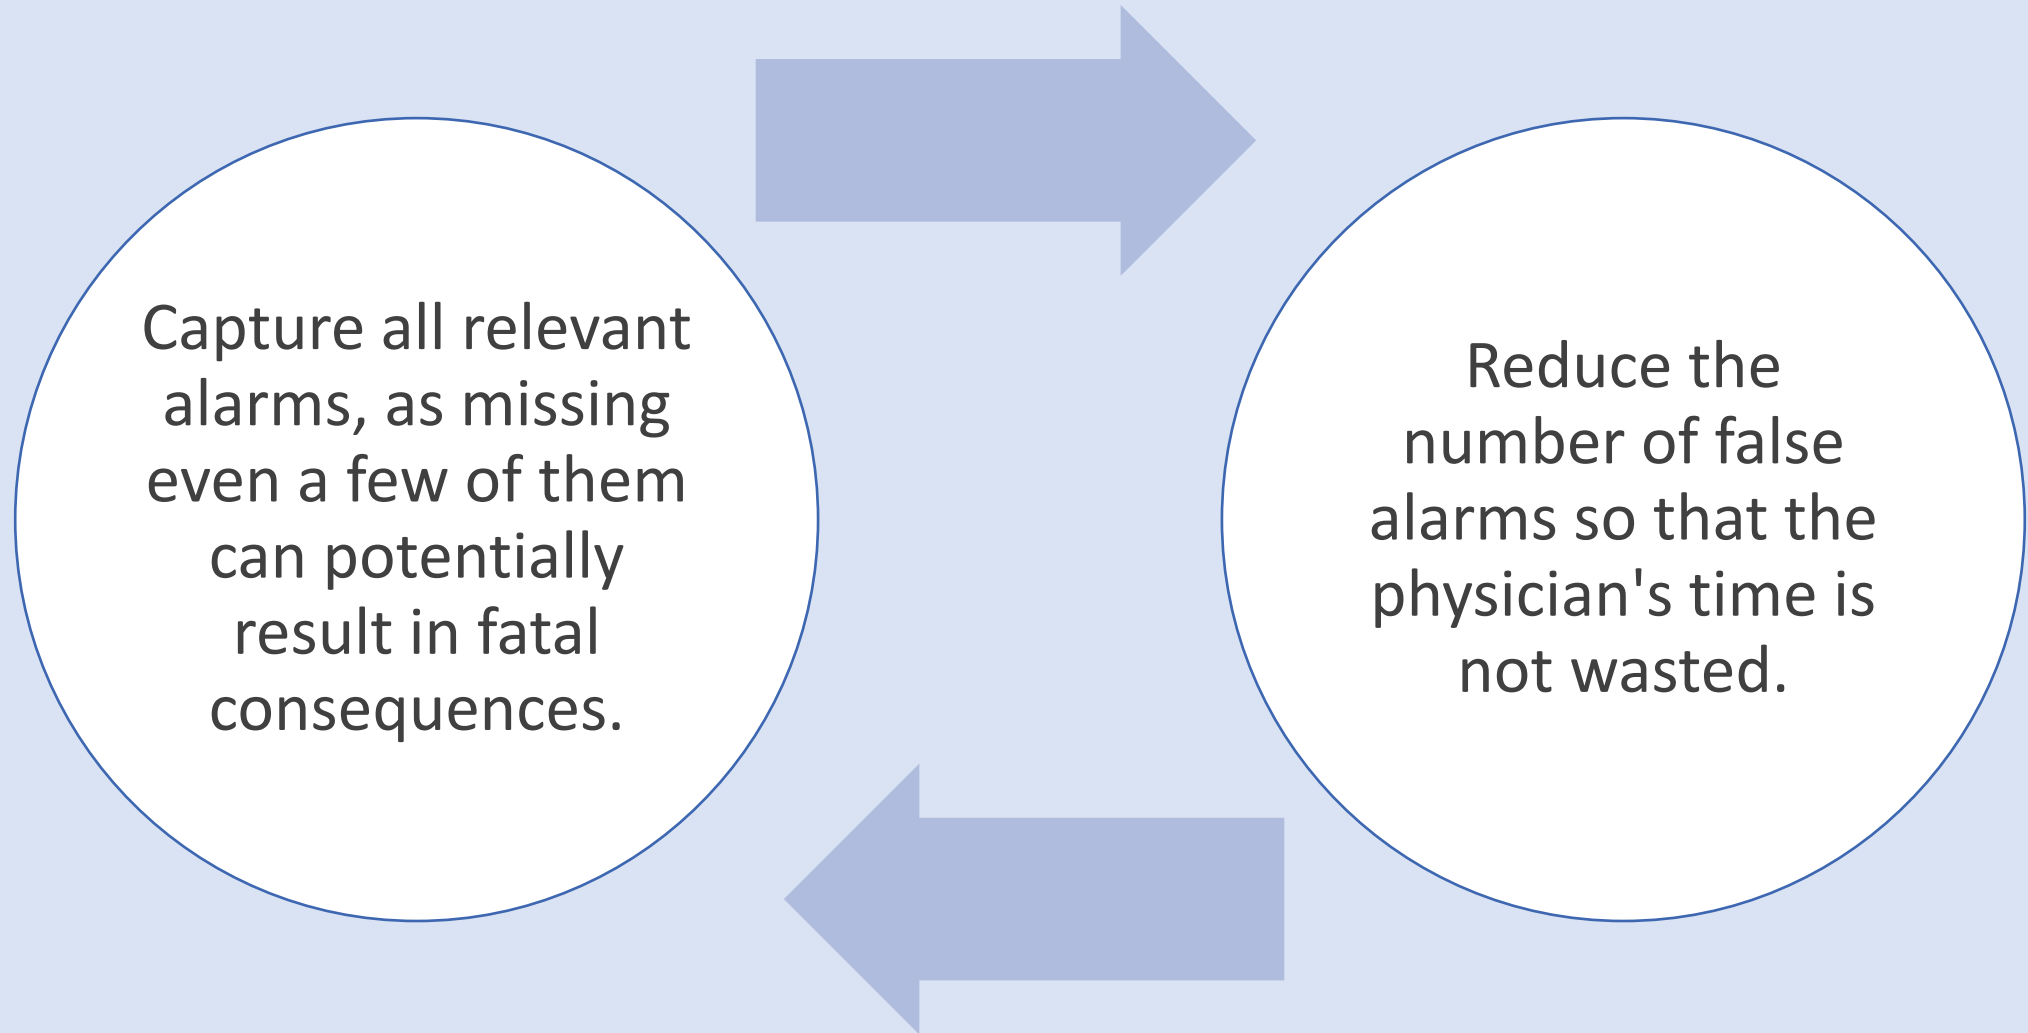 Capture all relevant
alarms, as missing
even a few of them
can potentially
result in fatal
consequences.
Reduce the
number of false
alarms so that the
physician's time is
not wasted.